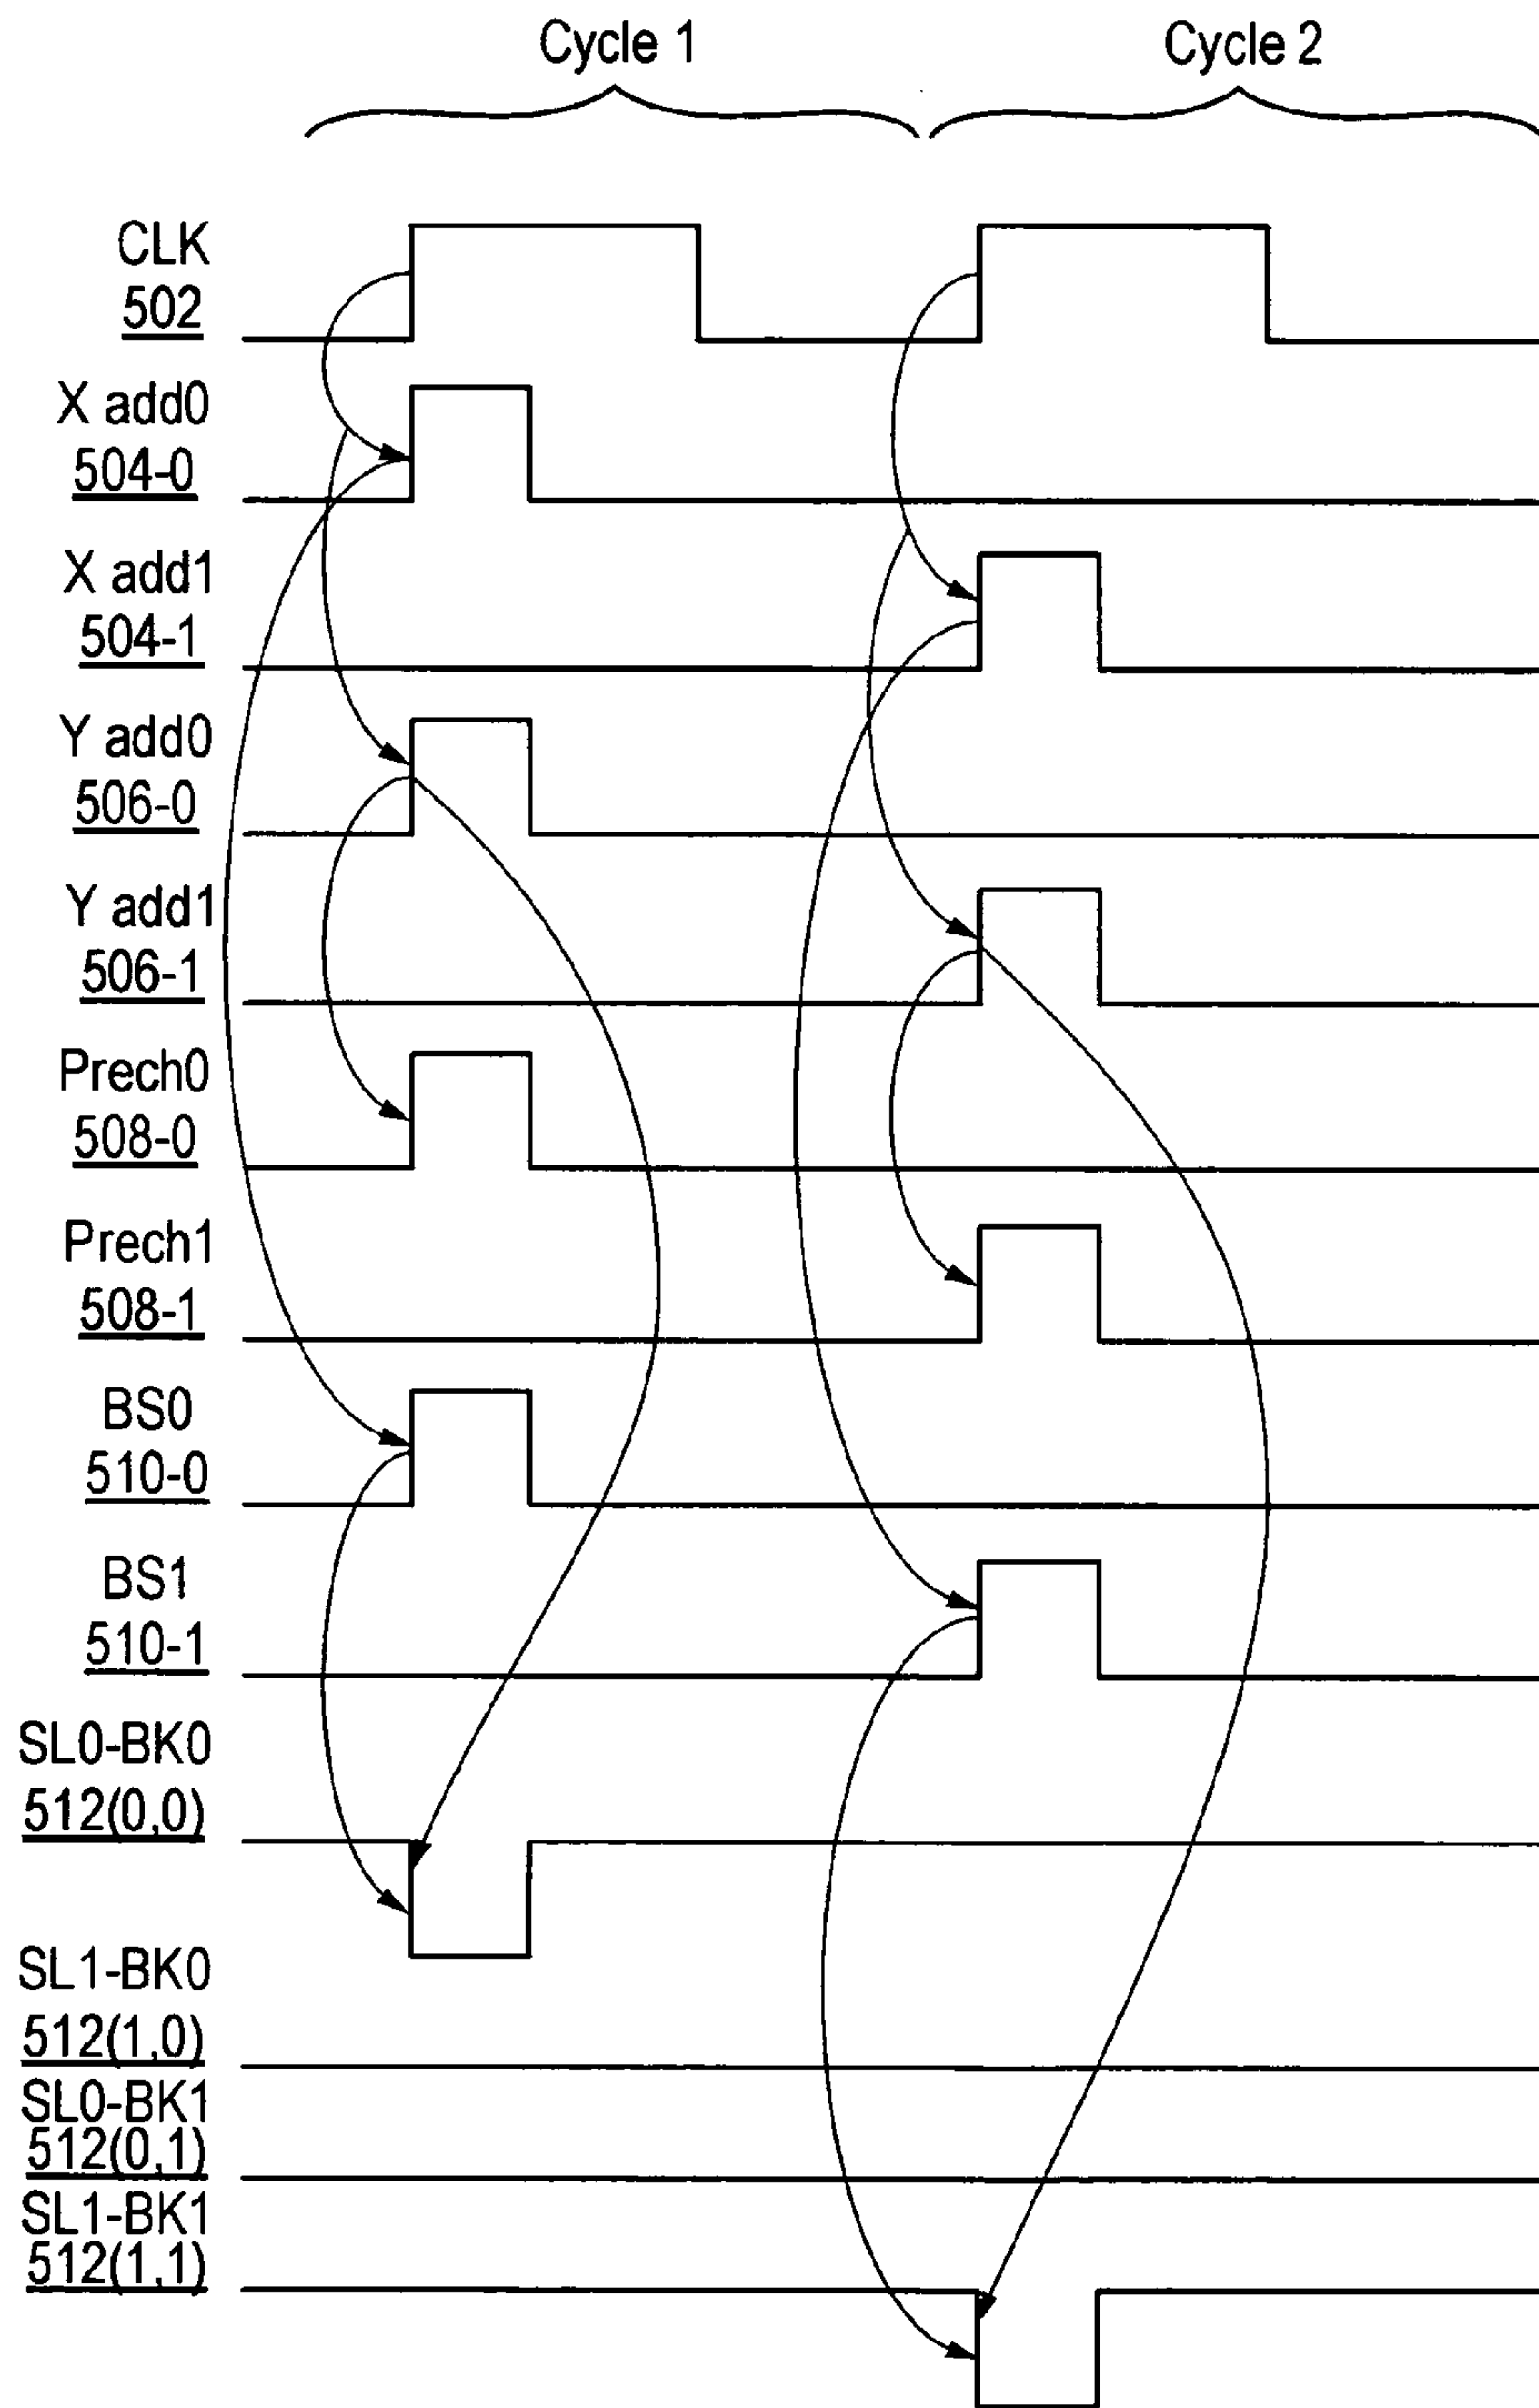 Cycle 1
Cycle 2
CLK
502
X add0
504-0
X add1
504-1
Y add0
506-0
Y add1
506-1
Prech0
508-0
Prech1
508-1
BS0
510-0
BS1
510-1
SL0-BK0
512(0,0)
SL1-BK0
512(1,0)
SL0-BK1
512(0,1)
SL1-BK1
512(1,1)